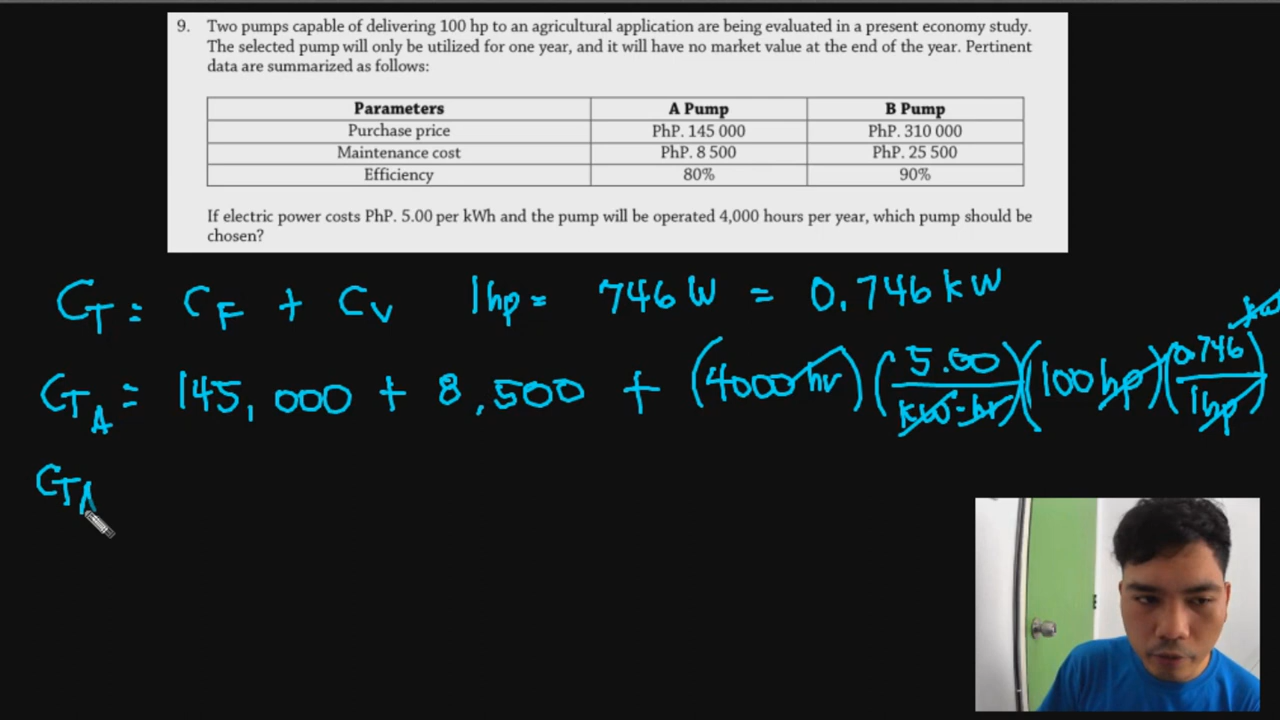 9. Two pumps capable of delivering 100 hp to an agricultural application are being evaluated in a present economy study.
The selected pump will only be utilized for one year, and it will have no market value at the end of the year. Pertinent
data are summarized as follows:
Parameters A Pump B Pump
Purchase price PhP. 145 000 PhP. 310 000
Maintenance cost PhP. 8 500 PhP. 25 500
Efficiency 80% 90%
If electric power costs PhP. 5.00 per kWh and the pump will be operated 4,000 hours per year, which pump should be
chosen?
CT = CF + CV 1hp = 746 W = 0.746 kW
CTA = 145,000 + 8,500 + (4000 hr) (5.00 / kW-hr) (100 hp) (0.746 kW / 1hp)
CTA